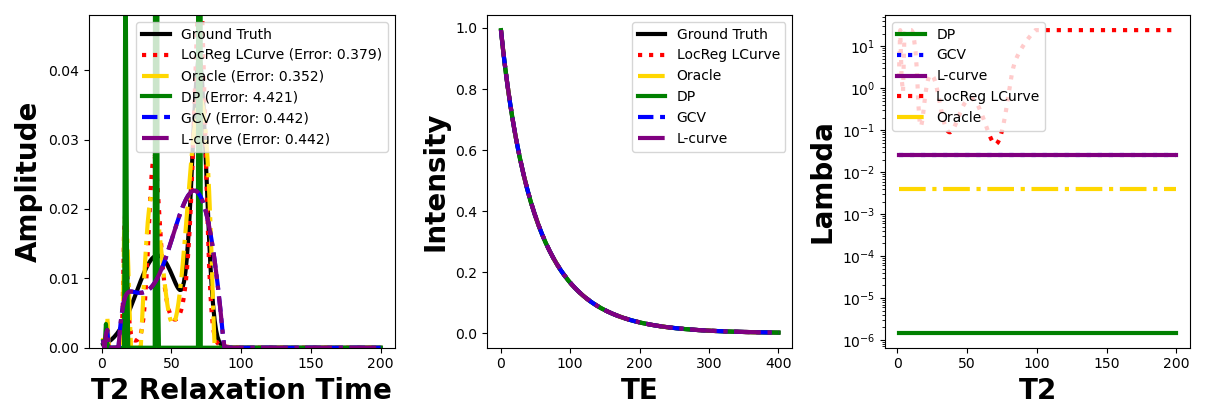 Amplitude
0.04
0.03
0.02
0.01
0.00
0
50
100
150
200
T2 Relaxation Time
Ground Truth
LocReg LCurve (Error: 0.379)
Oracle (Error: 0.352)
DP (Error: 4.421)
GCV (Error: 0.442)
L-curve (Error: 0.442)
Intensity
1.0
0.8
0.6
0.4
0.2
0.0
0
100
200
300
400
TE
Ground Truth
LocReg LCurve
Oracle
DP
GCV
L-curve
Lambda
10¹
10⁰
10⁻¹
10⁻²
10⁻³
10⁻⁴
10⁻⁵
10⁻⁶
0
50
100
150
200
T2
DP
GCV
L-curve
LocReg LCurve
Oracle